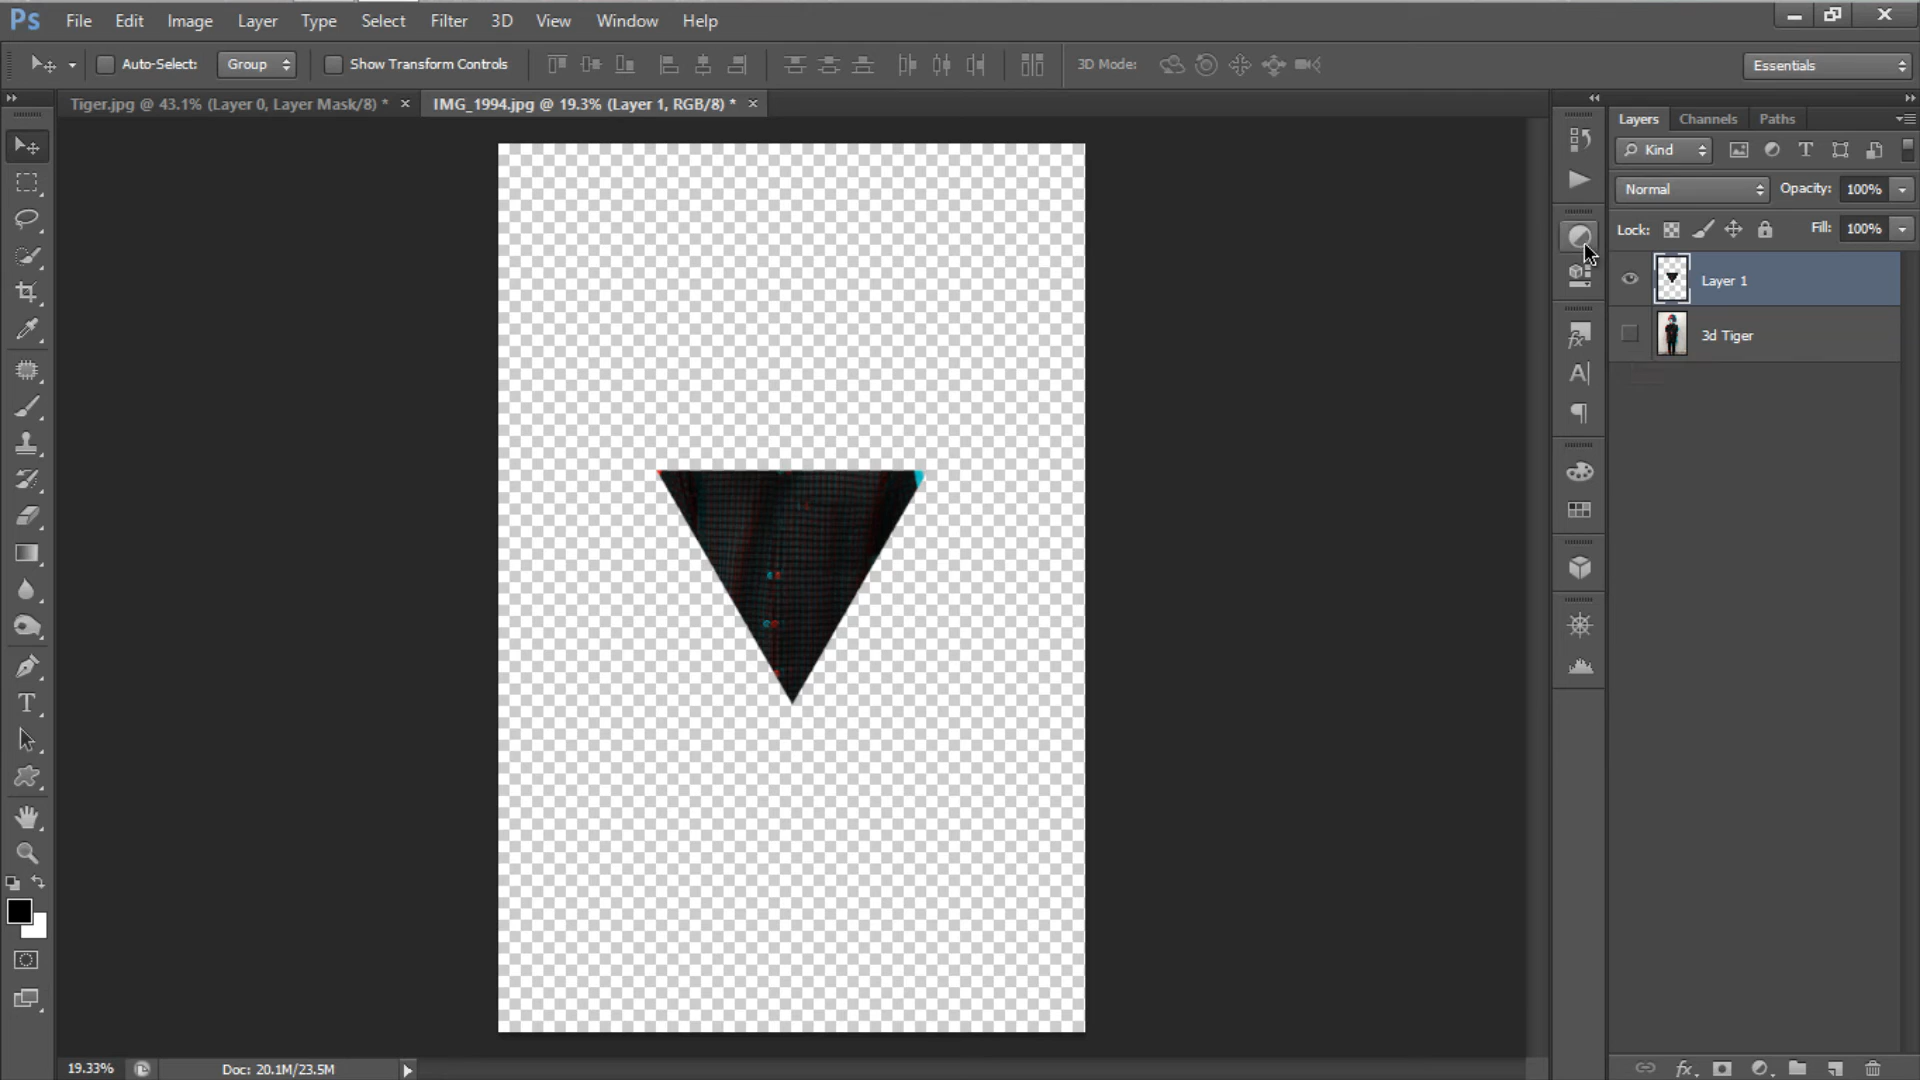 Ps File Edit Image Layer Type Select Filter 3D View Window Help
Auto-Select: Group Show Transform Controls 3D Mode: Essentials
Tiger.jpg @ 43.1% (Layer 0, Layer Mask/8) * × IMG_1994.jpg @ 19.3% (Layer 1, RGB/8) * ×
Layers Channels Paths
Kind
Normal Opacity: 100%
Lock: Fill: 100%
Layer 1
3d Tiger
19.33% Doc: 20.1M/23.5M